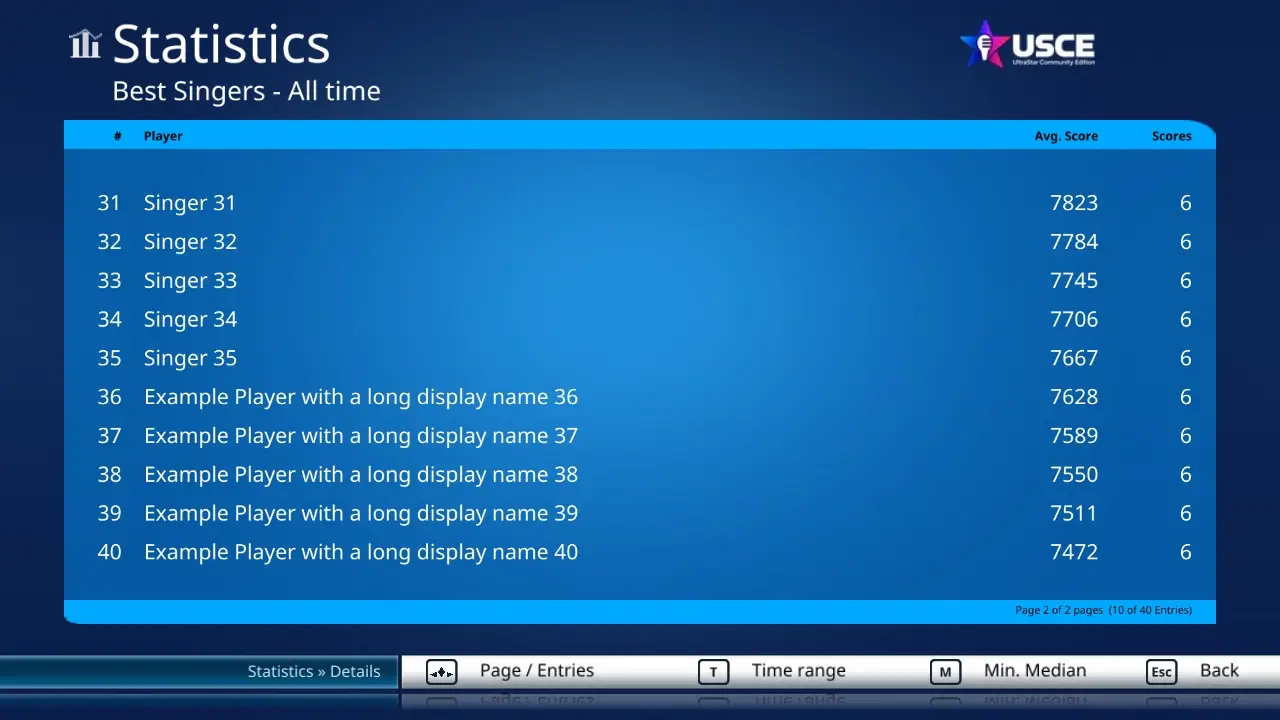 Statistics
Best Singers - All time
USCE
UltraStar Community Edition
# Player Avg. Score Scores
31 Singer 31 7823 6
32 Singer 32 7784 6
33 Singer 33 7745 6
34 Singer 34 7706 6
35 Singer 35 7667 6
36 Example Player with a long display name 36 7628 6
37 Example Player with a long display name 37 7589 6
38 Example Player with a long display name 38 7550 6
39 Example Player with a long display name 39 7511 6
40 Example Player with a long display name 40 7472 6
Page 2 of 2 pages (10 of 40 Entries)
Statistics » Details Page / Entries T Time range M Min. Median Esc Back